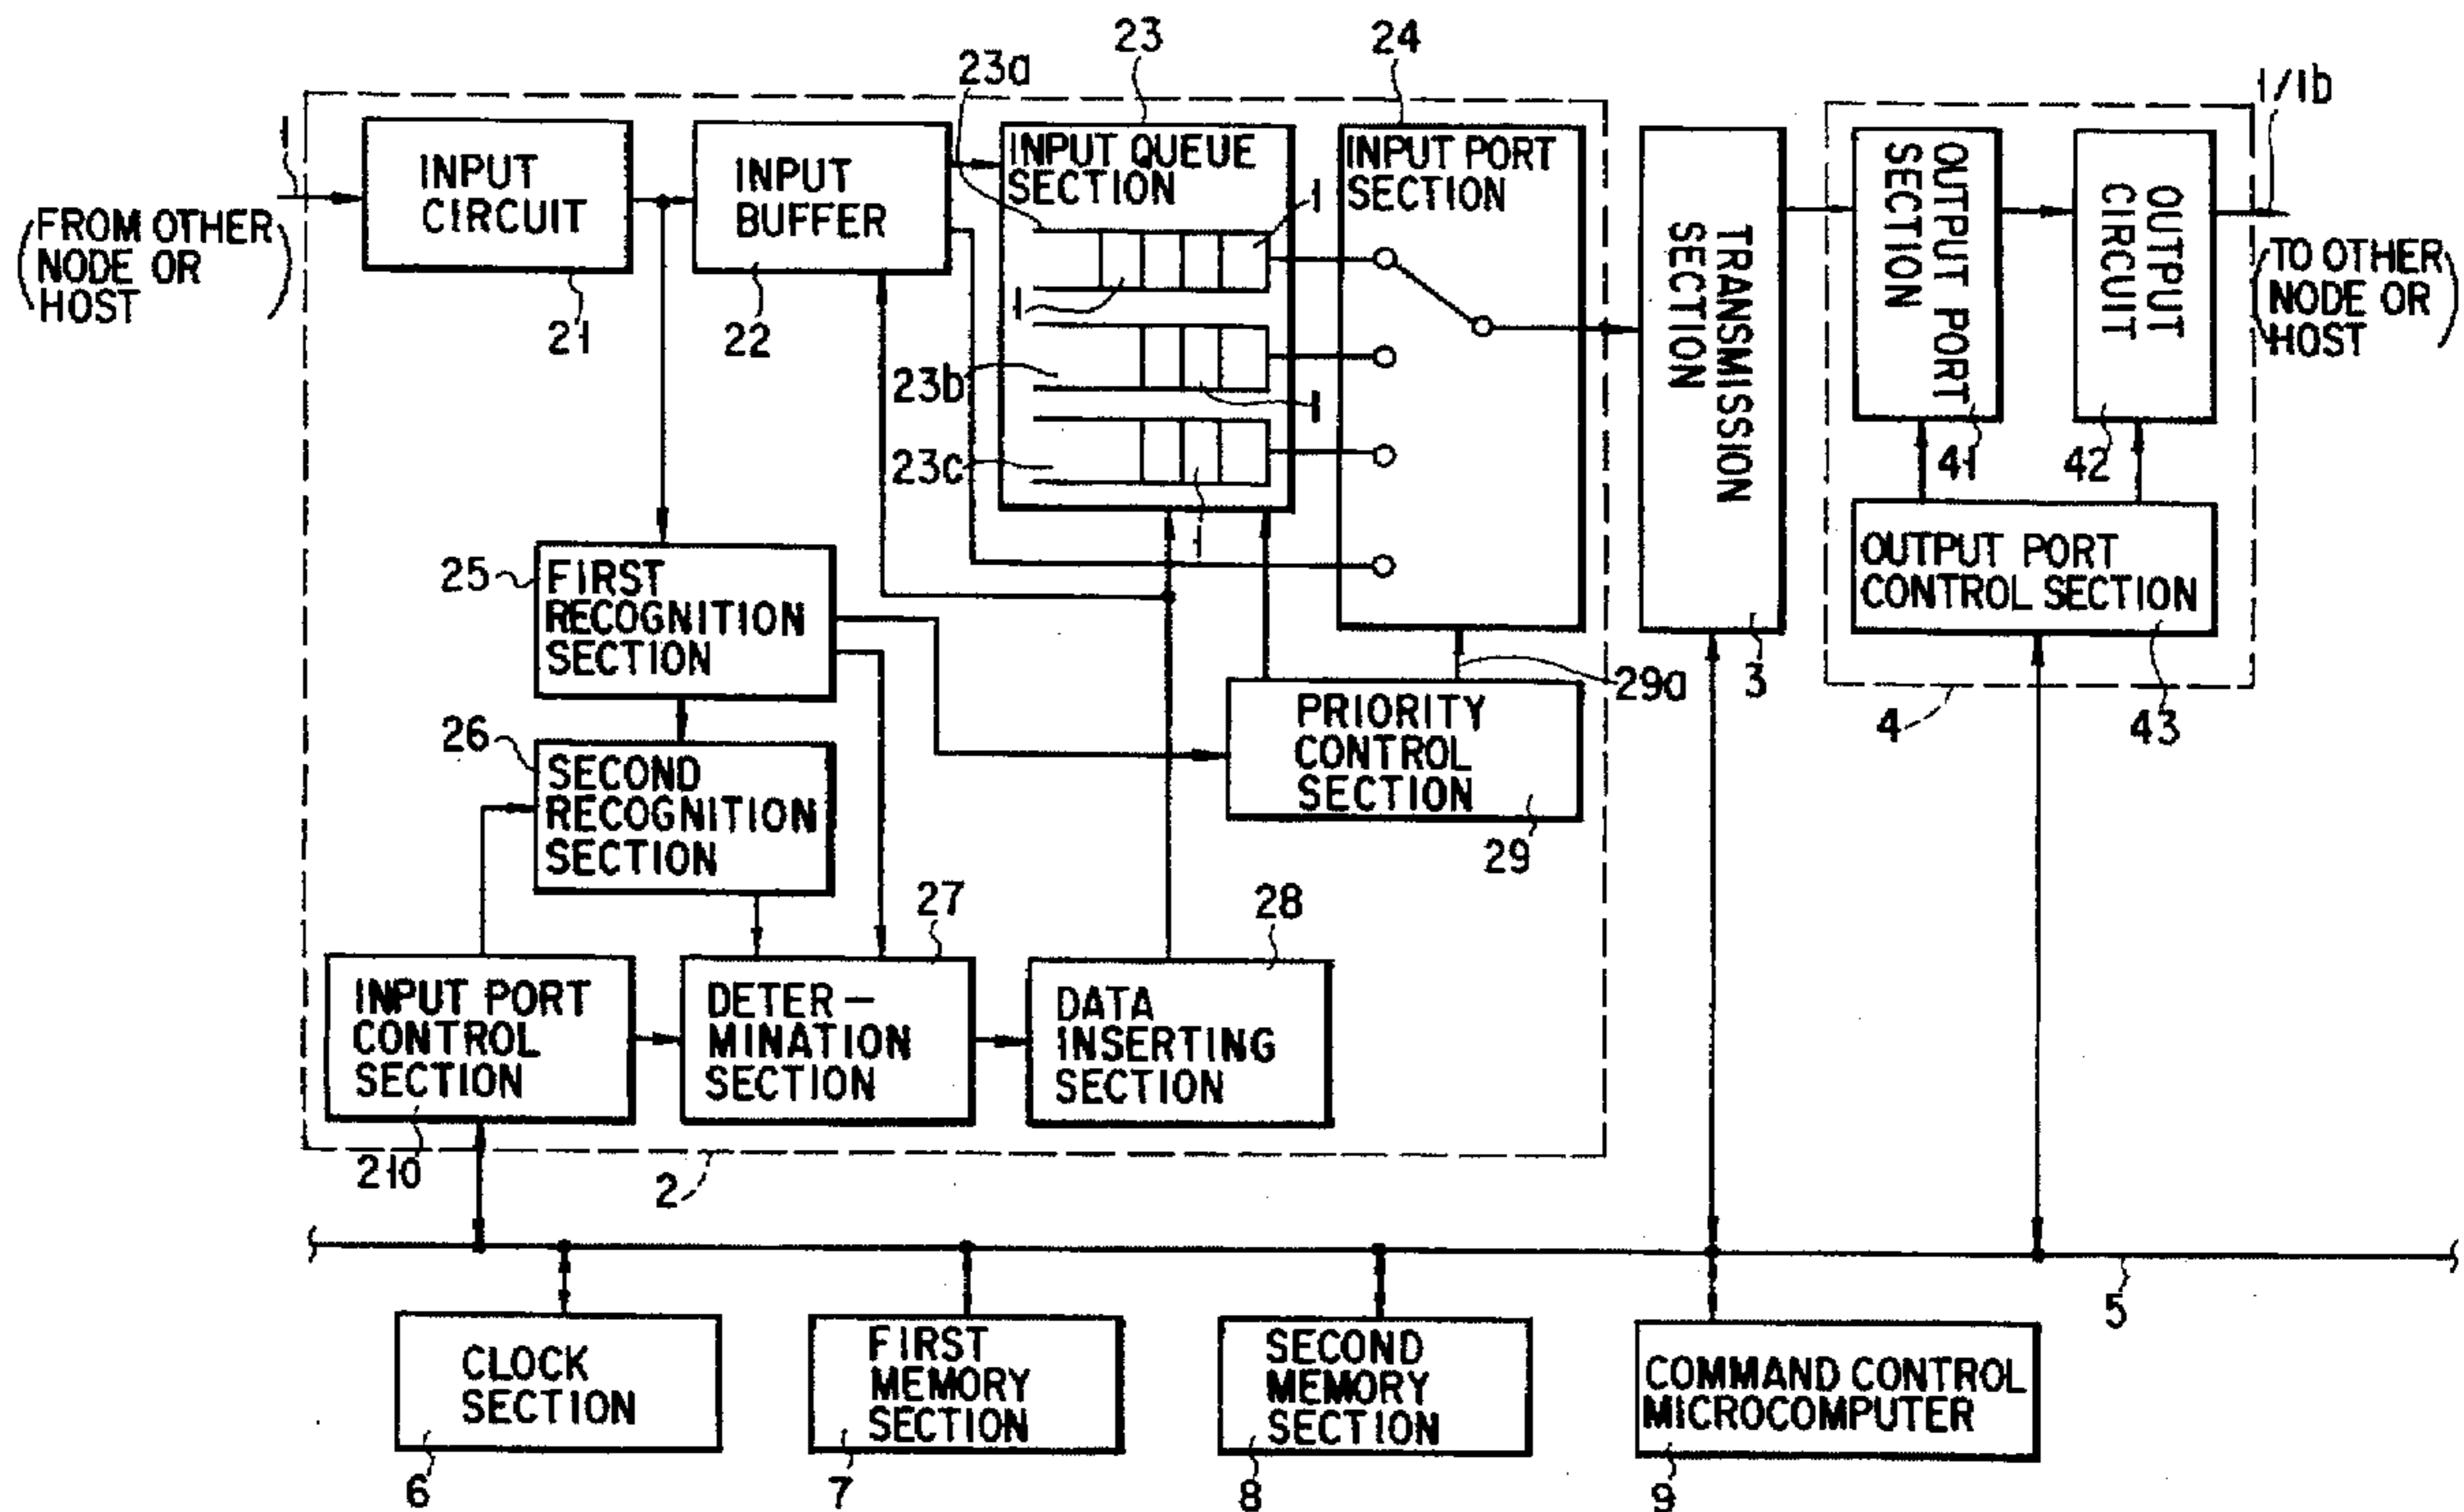 23
24
23a
1/1b
1
INPUT
CIRCUIT
INPUT
BUFFER
INPUT QUEUE
SECTION
INPUT PORT
SECTION
TRANSMISSION
SECTION
OUTPUT PORT
SECTION
OUTPUT
CIRCUIT
(FROM OTHER
NODE OR
HOST)
(TO OTHER
NODE OR
HOST)
21
22
1
1
23b
1
23c
1
41
42
25
FIRST
RECOGNITION
SECTION
OUTPUT PORT
CONTROL SECTION
29a
3
4
43
26
SECOND
RECOGNITION
SECTION
PRIORITY
CONTROL
SECTION
29
27
28
INPUT PORT
CONTROL
SECTION
DETER-
MINATION
SECTION
DATA
INSERTING
SECTION
210
2
5
CLOCK
SECTION
FIRST
MEMORY
SECTION
SECOND
MEMORY
SECTION
COMMAND CONTROL
MICROCOMPUTER
6
7
8
9